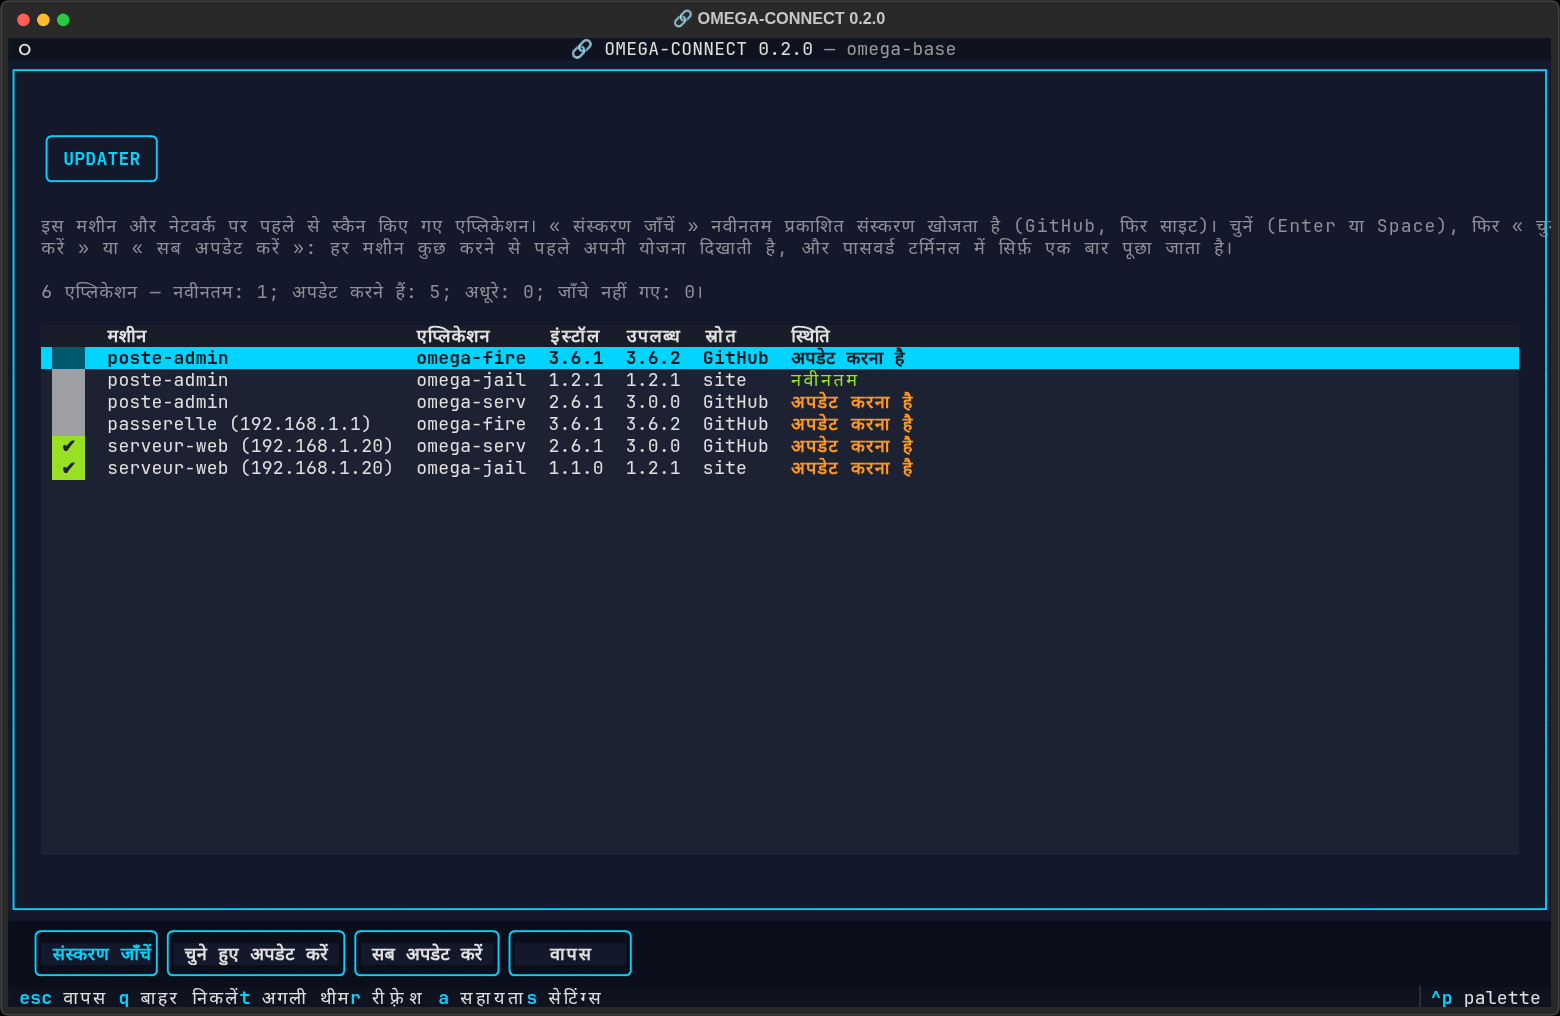 🔗 OMEGA-CONNECT 0.2.0
🔗 OMEGA-CONNECT 0.2.0 — omega-base
UPDATER
इस मशीन और नेटवर्क पर पहले से स्कैन किए गए एप्लिकेशन। « संस्करण जाँचें » नवीनतम प्रकाशित संस्करण खोजता है (GitHub, फिर साइट)। चुनें (Enter या Space), फिर «
करें » या « सब अपडेट करें »: हर मशीन कुछ करने से पहले अपनी योजना दिखाती है, और पासवर्ड टर्मिनल में सिर्फ़ एक बार पूछा जाता है।
6 एप्लिकेशन — नवीनतम: 1; अपडेट करने हैं: 5; अधूरे: 0; जाँचे नहीं गए: 0।
मशीन एप्लिकेशन इंस्टॉल उपलब्ध स्रोत स्थिति
poste-admin omega-fire 3.6.1 3.6.2 GitHub अपडेट करना है
poste-admin omega-jail 1.2.1 1.2.1 site नवीनतम
poste-admin omega-serv 2.6.1 3.0.0 GitHub अपडेट करना है
passerelle (192.168.1.1) omega-fire 3.6.1 3.6.2 GitHub अपडेट करना है
✔ serveur-web (192.168.1.20) omega-serv 2.6.1 3.0.0 GitHub अपडेट करना है
✔ serveur-web (192.168.1.20) omega-jail 1.1.0 1.2.1 site अपडेट करना है
संस्करण जाँचें चुने हुए अपडेट करें सब अपडेट करें वापस
esc वापस q बाहर निकलें t अगली थीम r रीफ़्रेश a सहायता s सेटिंग्स ^p palette